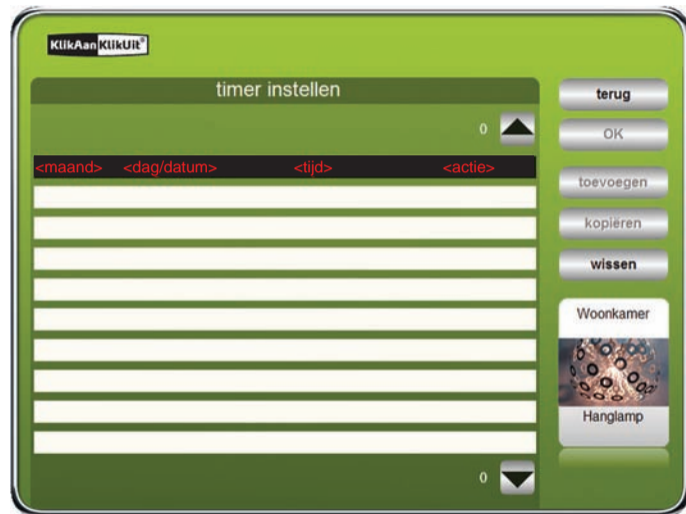 KlikAanKlikUit®
timer instellen
0
<maand> <dag/datum> <tijd> <actie>
0
terug
OK
toevoegen
kopiëren
wissen
Woonkamer
Hanglamp